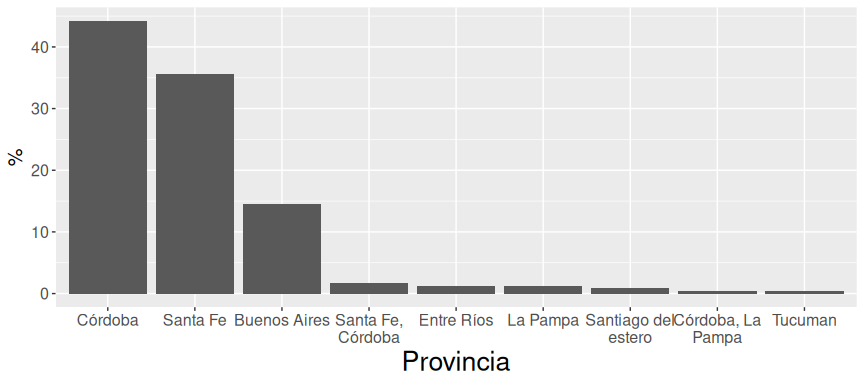 %
40
30
20
10
0
Córdoba
Santa Fe
Buenos Aires
Santa Fe,
Córdoba
Entre Ríos
La Pampa
Santiago del
estero
Córdoba, La
Pampa
Tucuman
Provincia